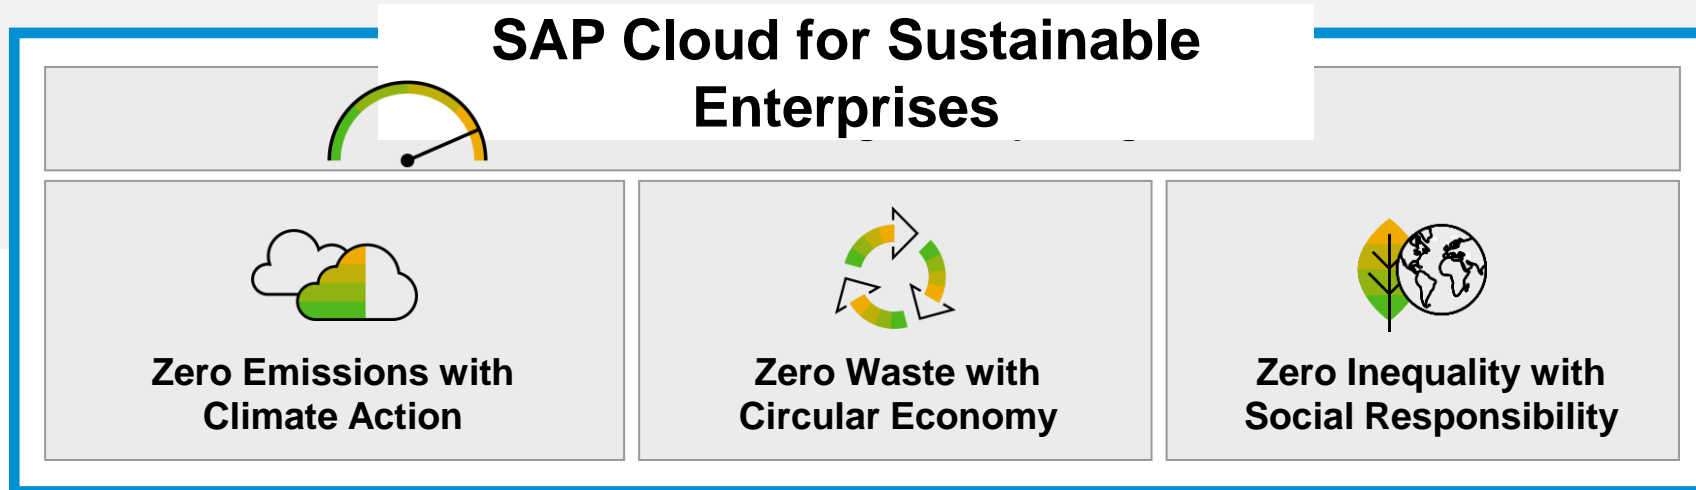 SAP Cloud for Sustainable
Enterprises
Zero Emissions with
Climate Action
Zero Waste with
Circular Economy
Zero Inequality with
Social Responsibility